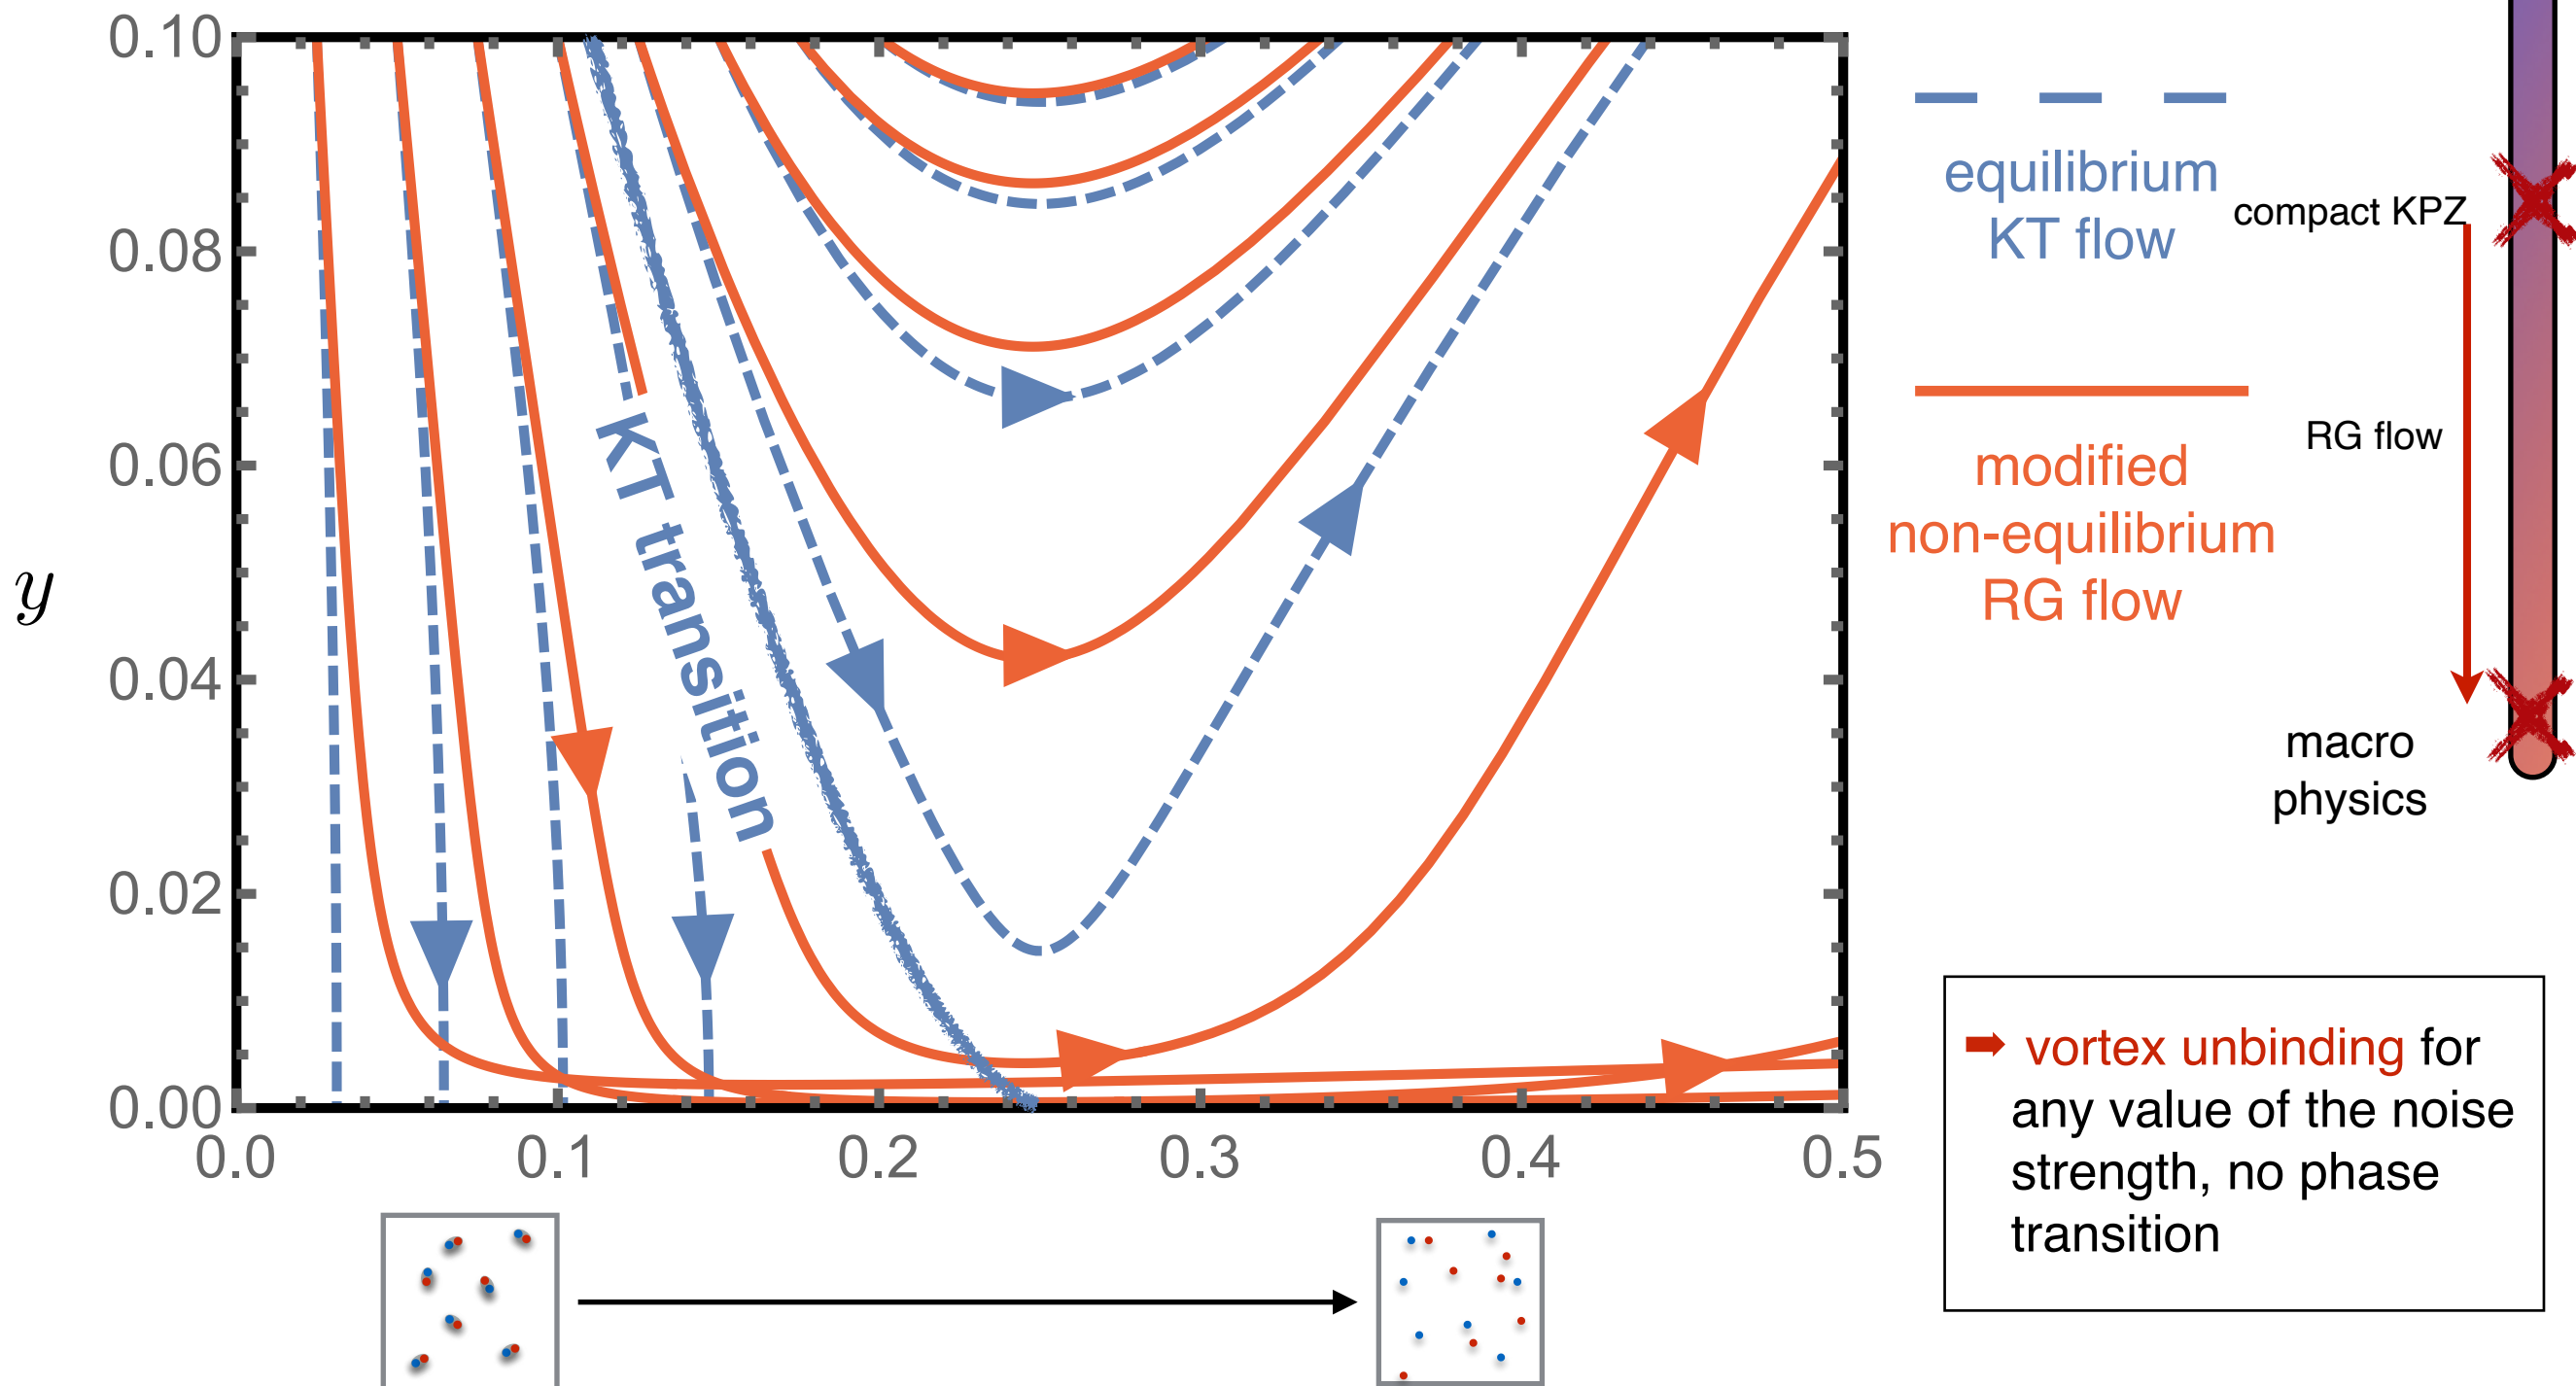 0.10
0.08
0.06
0.04
0.02
0.00
y
0.0 0.1 0.2 0.3 0.4 0.5
KT transition
equilibrium
KT flow
modified
non-equilibrium
RG flow
compact KPZ
RG flow
macro
physics
vortex unbinding for
any value of the noise
strength, no phase
transition